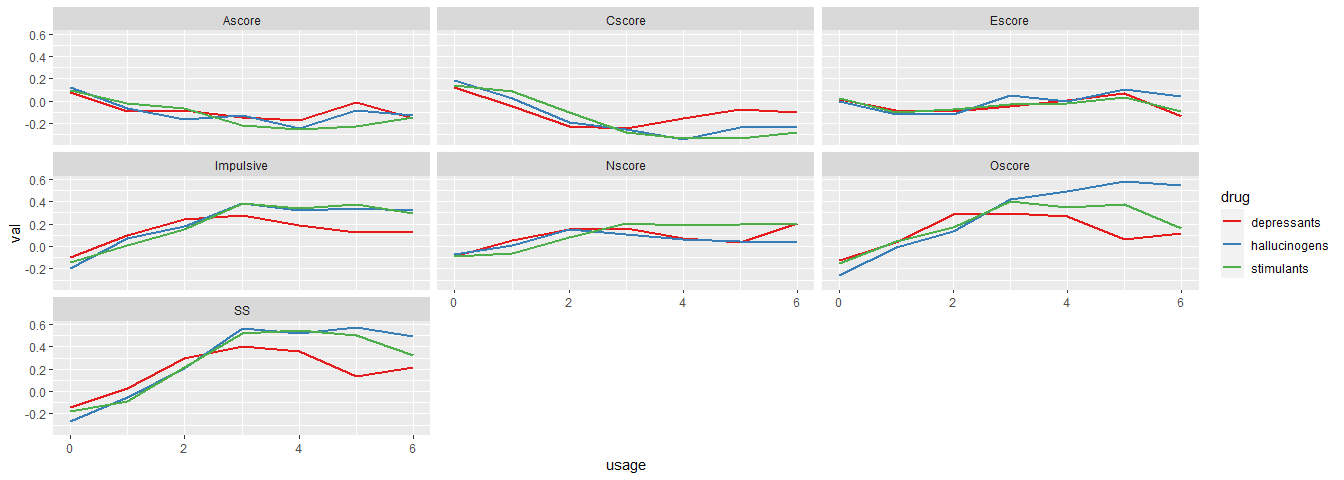 Ascore Cscore Escore
0.6
0.4
0.2
0.0
-0.2
Impulsive Nscore Oscore
0.6
0.4
0.2
0.0
-0.2
0 2 4 6 0 2 4 6
SS
0.6
0.4
0.2
0.0
-0.2
0 2 4 6
usage
val
drug
depressants
hallucinogens
stimulants